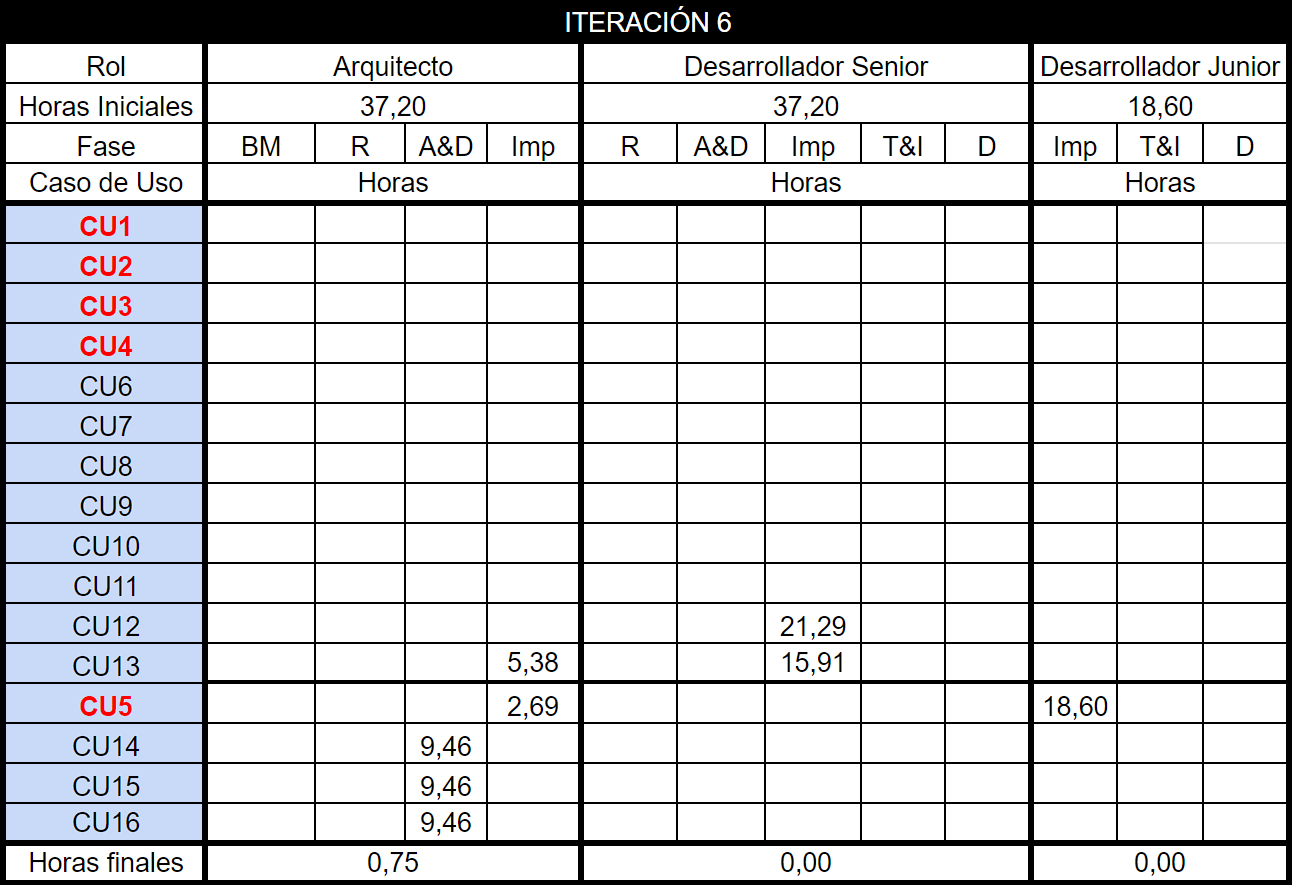 ITERACIÓN 6
Rol Arquitecto Desarrollador Senior Desarrollador Junior
Horas Iniciales 37,20 37,20 18,60
Fase BM R A&D Imp R A&D Imp T&I D Imp T&I D
Caso de Uso Horas Horas Horas
CU1
CU2
CU3
CU4
CU6
CU7
CU8
CU9
CU10
CU11
CU12 21,29
CU13 5,38 15,91
CU5 2,69 18,60
CU14 9,46
CU15 9,46
CU16 9,46
Horas finales 0,75 0,00 0,00